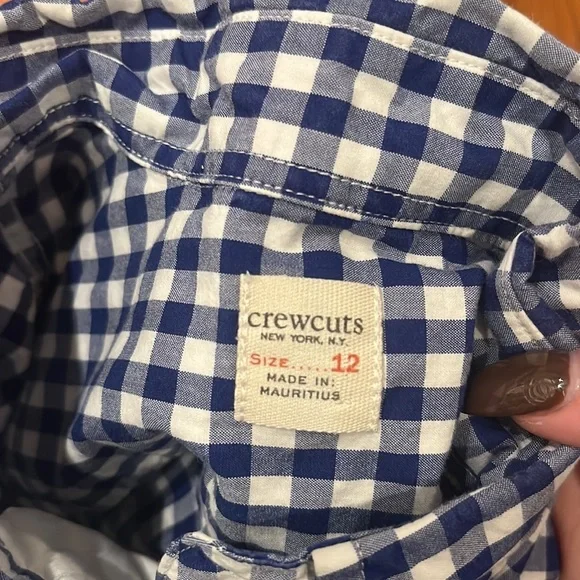 crewcuts
NEW YORK, N.Y.
SIZE.....12
MADE IN:
MAURITIUS